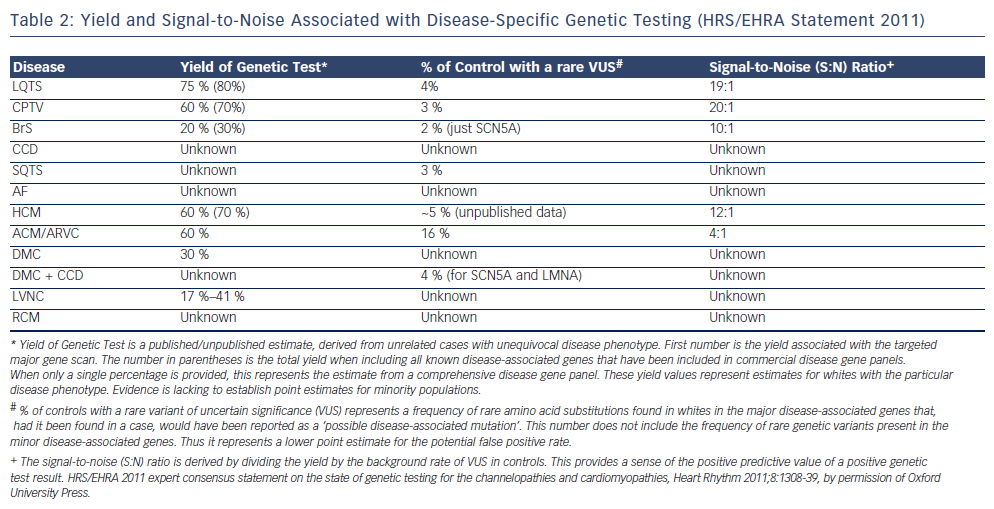 Table 2: Yield and Signal-to-Noise Associated with Disease-Specific Genetic Testing (HRS/EHRA Statement 2011)
Disease Yield of Genetic Test* % of Control with a rare VUS# Signal-to-Noise (S:N) Ratio+
LQTS 75 % (80%) 4% 19:1
CPTV 60 % (70%) 3 % 20:1
BrS 20 % (30%) 2 % (just SCN5A) 10:1
CCD Unknown Unknown Unknown
SQTS Unknown 3 % Unknown
AF Unknown Unknown Unknown
HCM 60 % (70 %) ~5 % (unpublished data) 12:1
ACM/ARVC 60 % 16 % 4:1
DMC 30 % Unknown Unknown
DMC + CCD Unknown 4 % (for SCN5A and LMNA) Unknown
LVNC 17 %–41 % Unknown Unknown
RCM Unknown Unknown Unknown
* Yield of Genetic Test is a published/unpublished estimate, derived from unrelated cases with unequivocal disease phenotype. First number is the yield associated with the targeted
major gene scan. The number in parentheses is the total yield when including all known disease-associated genes that have been included in commercial disease gene panels.
When only a single percentage is provided, this represents the estimate from a comprehensive disease gene panel. These yield values represent estimates for whites with the particular
disease phenotype. Evidence is lacking to establish point estimates for minority populations.
# % of controls with a rare variant of uncertain significance (VUS) represents a frequency of rare amino acid substitutions found in whites in the major disease-associated genes that,
had it been found in a case, would have been reported as a ‘possible disease-associated mutation’. This number does not include the frequency of rare genetic variants present in the
minor disease-associated genes. Thus it represents a lower point estimate for the potential false positive rate.
+ The signal-to-noise (S:N) ratio is derived by dividing the yield by the background rate of VUS in controls. This provides a sense of the positive predictive value of a positive genetic
test result. HRS/EHRA 2011 expert consensus statement on the state of genetic testing for the channelopathies and cardiomyopathies, Heart Rhythm 2011;8:1308-39, by permission of Oxford
University Press.